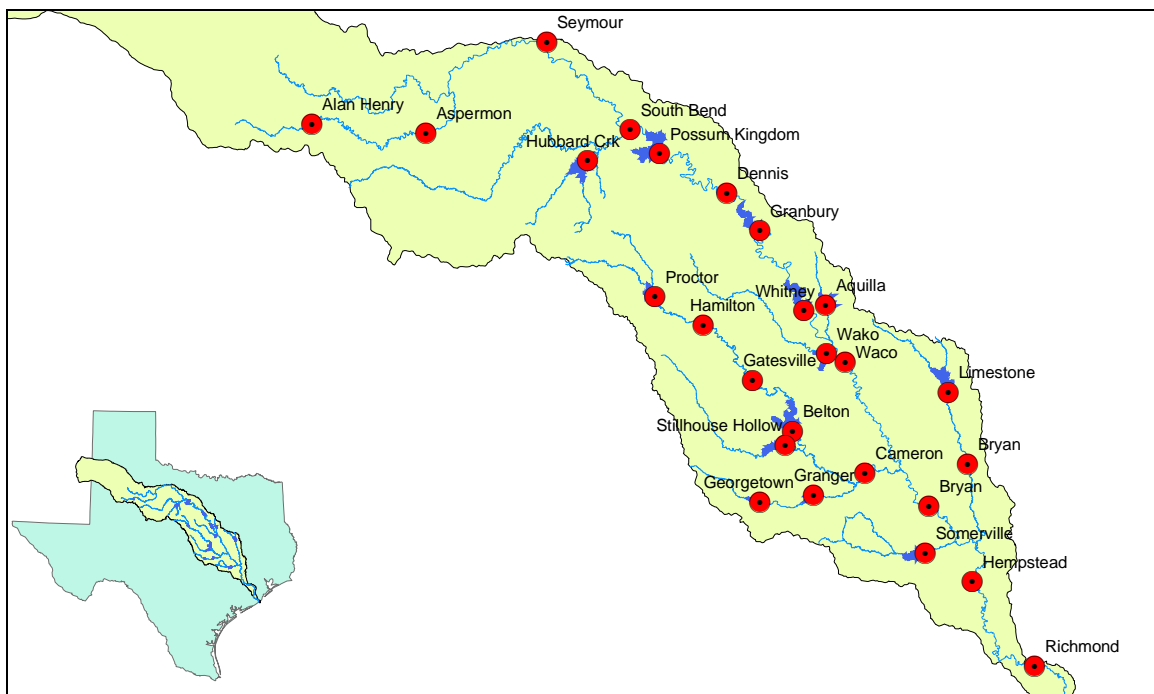 Seymour
Alan Henry
Aspermon
South Bend
Hubbard Crk
Possum Kingdom
Dennis
Granbury
Proctor
Hamilton
Whitney
Aquilla
Wako
Waco
Gatesville
Limestone
Belton
Stillhouse Hollow
Cameron
Bryan
Georgetown
Granger
Bryan
Somerville
Hempstead
Richmond